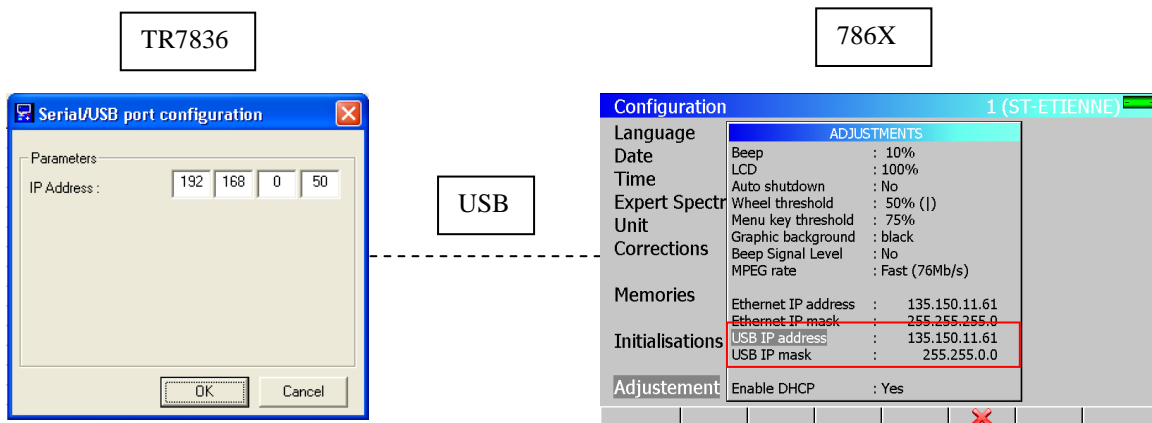 TR7836
786X
Serial/USB port configuration
Parameters
IP Address : 192 168 0 50
OK Cancel
USB
Configuration 1 (ST-ETIENNE)
Language
Date
Time
Expert Spectr
Unit
Corrections
Memories
Initialisations
Adjustement
ADJUSTMENTS
Beep : 10%
LCD : 100%
Auto shutdown : No
Wheel threshold : 50% (|)
Menu key threshold : 75%
Graphic background : black
Beep Signal Level : No
MPEG rate : Fast (76Mb/s)
Ethernet IP address : 135.150.11.61
Ethernet IP mask : 255.255.255.0
USB IP address : 135.150.11.61
USB IP mask : 255.255.0.0
Enable DHCP : Yes